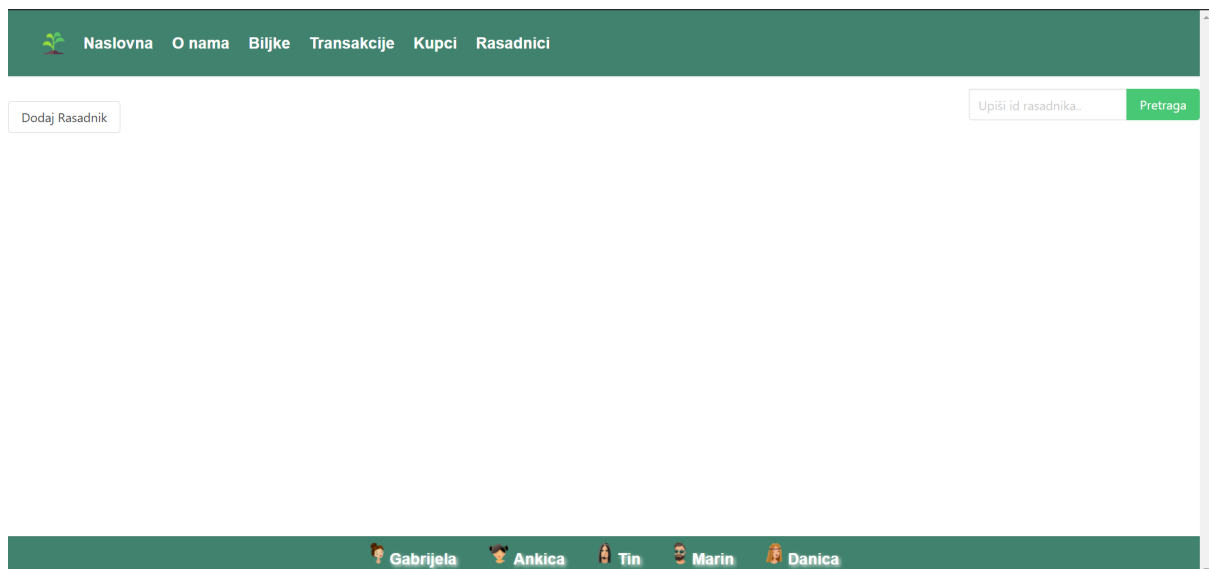 Naslovna O nama Biljke Transakcije Kupci Rasadnici
Dodaj Rasadnik
Upiši id rasadnika..
Pretraga
Gabrijela Ankica Tin Marin Danica